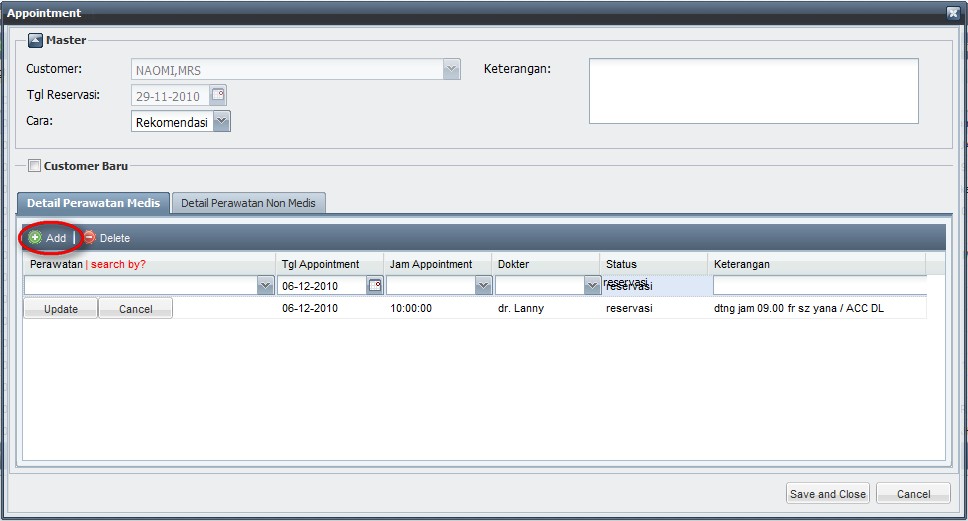 Appointment
Master
Customer: NAOMI,MRS Keterangan:
Tgl Reservasi: 29-11-2010
Cara: Rekomendasi
Customer Baru
Detail Perawatan Medis Detail Perawatan Non Medis
Add Delete
Perawatan | search by? Tgl Appointment Jam Appointment Dokter Status Keterangan
06-12-2010 reservasi reservasi
Update Cancel 06-12-2010 10:00:00 dr. Lanny reservasi dtng jam 09.00 fr sz yana / ACC DL
Save and Close Cancel